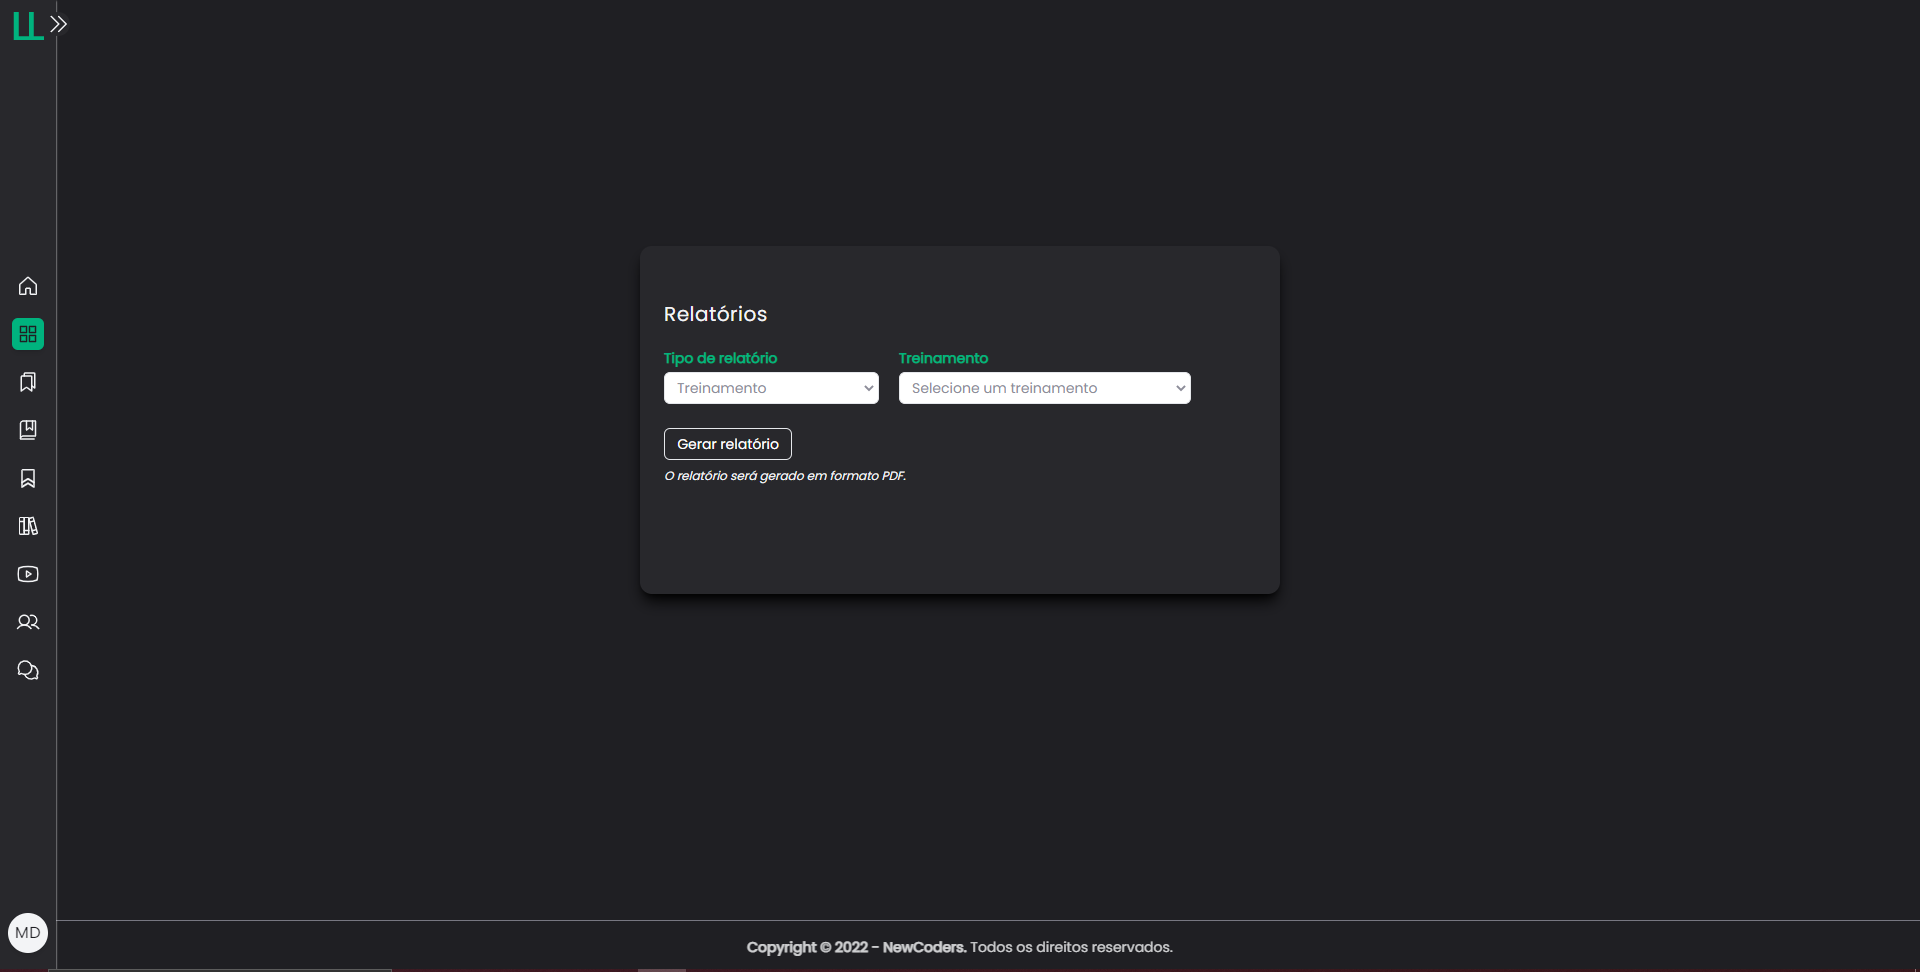 LL
Relatórios
Tipo de relatório
Treinamento
Treinamento
Selecione um treinamento
Gerar relatório
O relatório será gerado em formato PDF.
MD
Copyright © 2022 - NewCoders. Todos os direitos reservados.